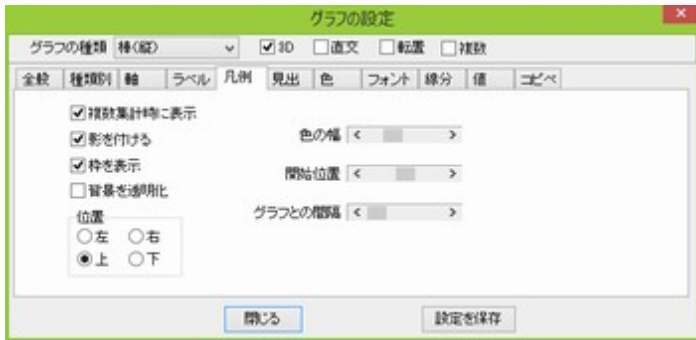 グラフの設定
グラフの種類 棒(縦) 3D 直交 転置 複数
全般 種類別 軸 ラベル 凡例 見出 色 フォント 線分 値 コピペ
複数集計時に表示
影を付ける
枠を表示
背景を透明化
位置
左 右
上 下
色の幅
開始位置
グラフとの間隔
閉じる 設定を保存